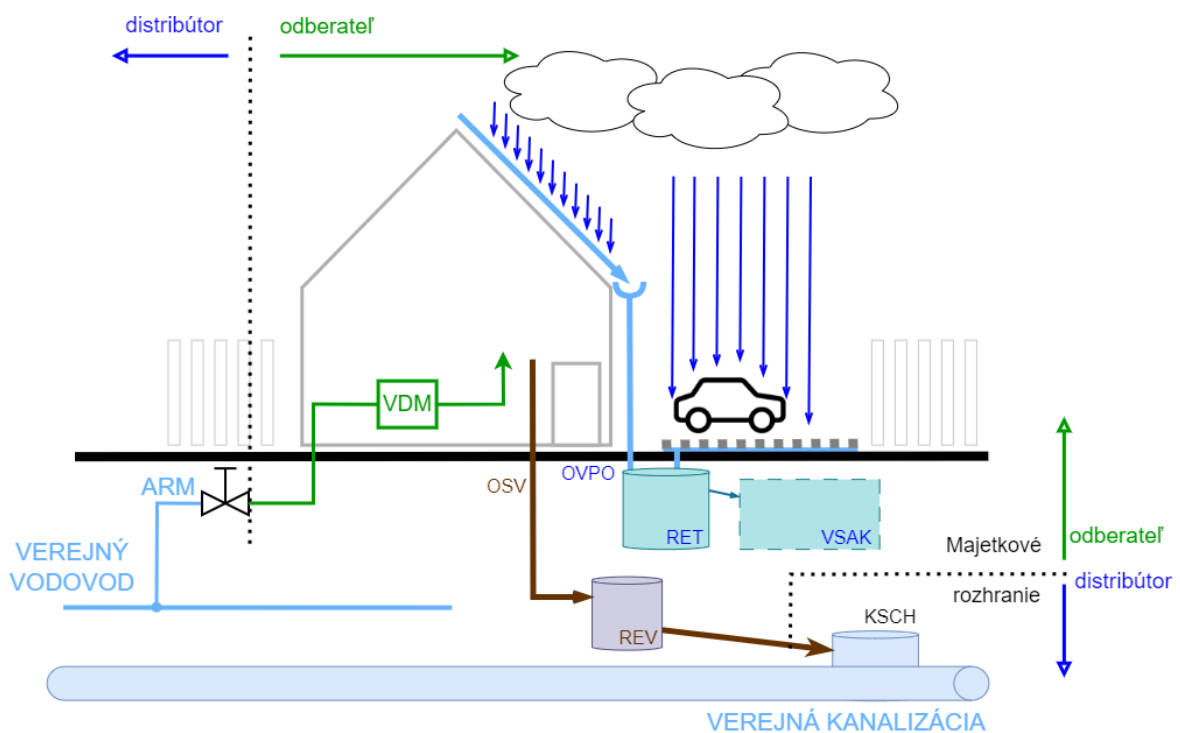 distribútor
odberateľ
VDM
ARM
OSV
OVPO
RET
VSAK
VEREJNÝ
VODOVOD
Majetkové
odberateľ
distribútor
rozhranie
REV
KSCH
VEREJNÁ KANALIZÁCIA